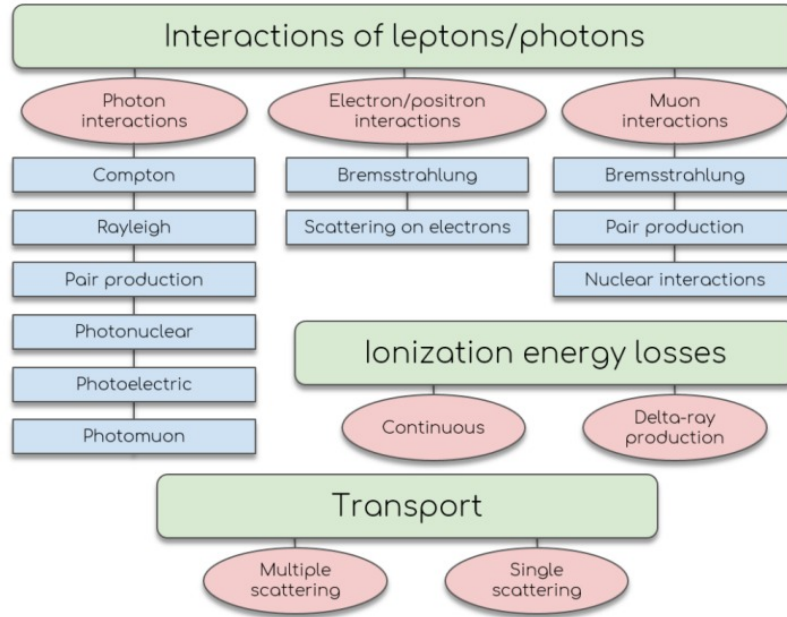 Interactions of leptons/photons
Photon
interactions
Electron/positron
interactions
Muon
interactions
Compton
Rayleigh
Pair production
Photonuclear
Photoelectric
Photomuon
Bremsstrahlung
Scattering on electrons
Bremsstrahlung
Pair production
Nuclear interactions
Ionization energy losses
Continuous
Delta-ray
production
Transport
Multiple
scattering
Single
scattering